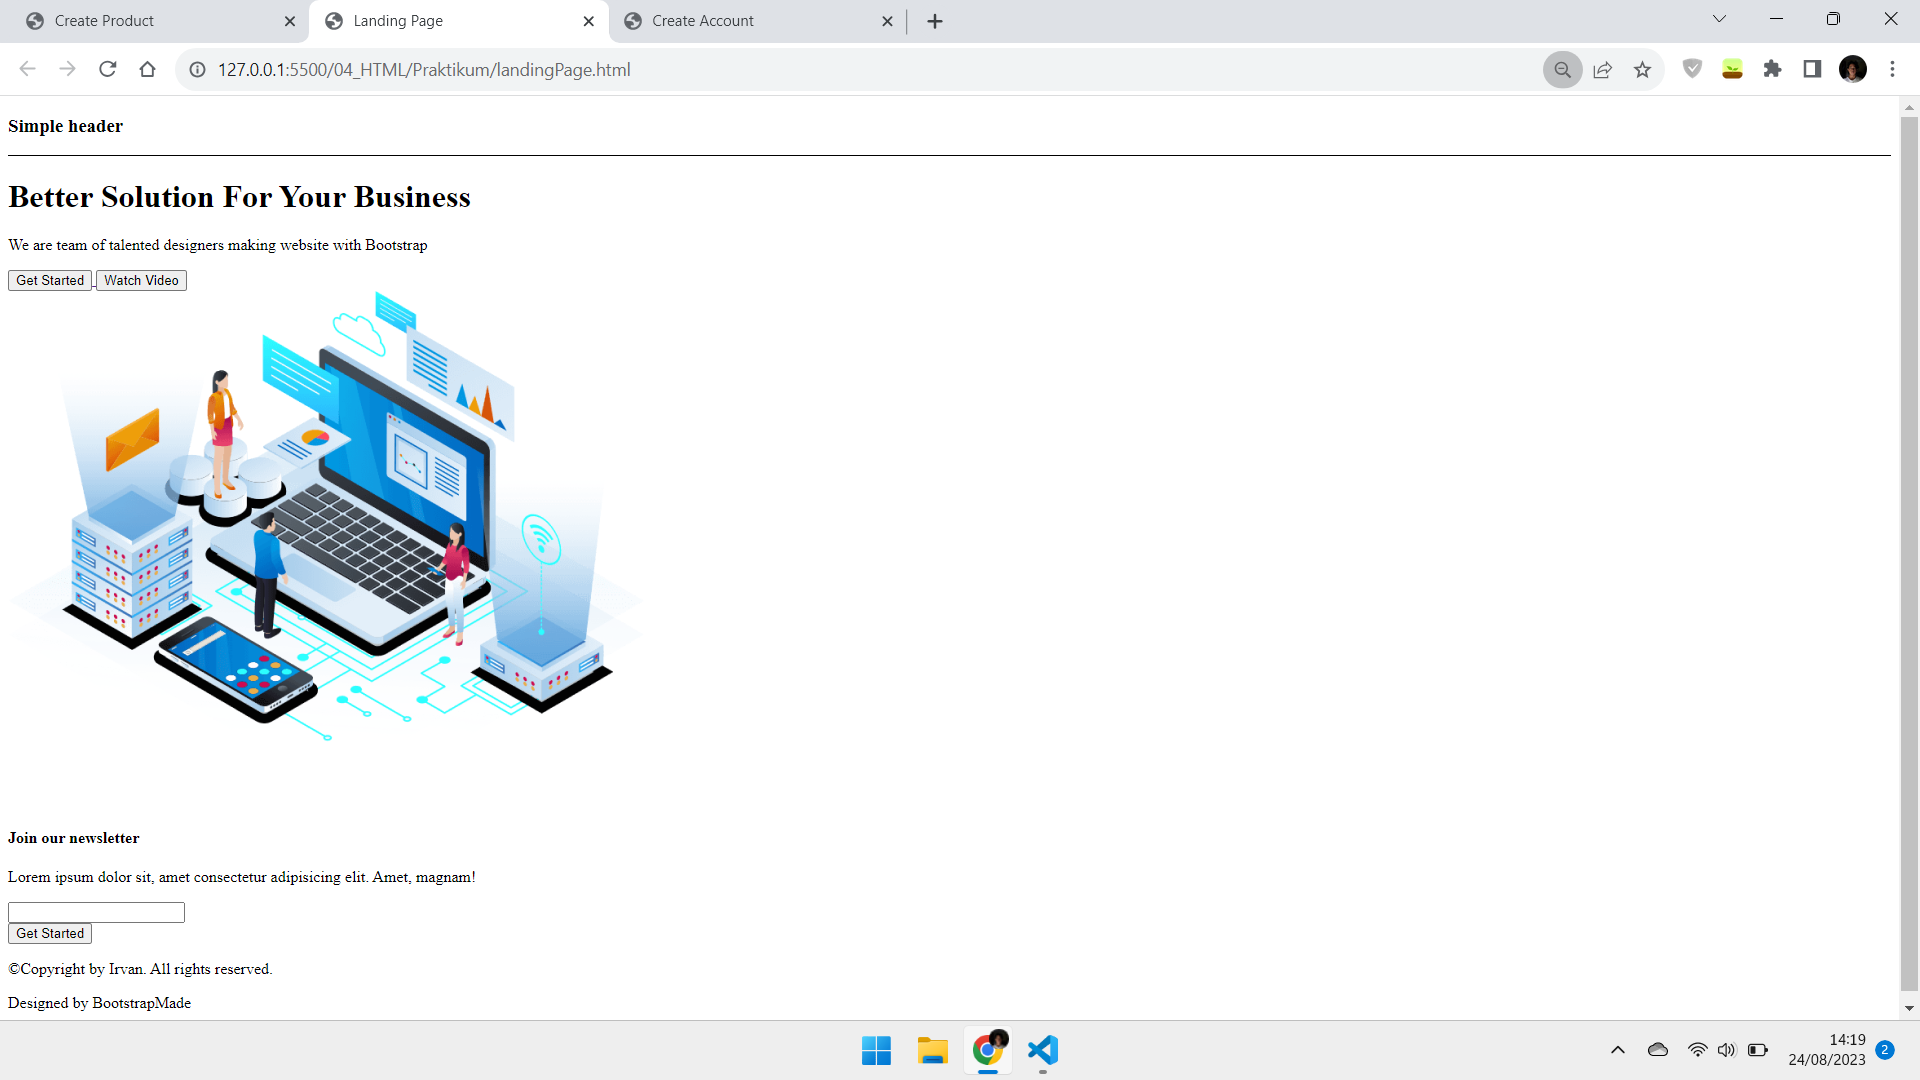 Create Product
Landing Page
Create Account
127.0.0.1:5500/04_HTML/Praktikum/landingPage.html
Simple header
Better Solution For Your Business
We are team of talented designers making website with Bootstrap
Get Started Watch Video
Join our newsletter
Lorem ipsum dolor sit, amet consectetur adipisicing elit. Amet, magnam!
Get Started
©Copyright by Irvan. All rights reserved.
Designed by BootstrapMade
14:19
24/08/2023
2